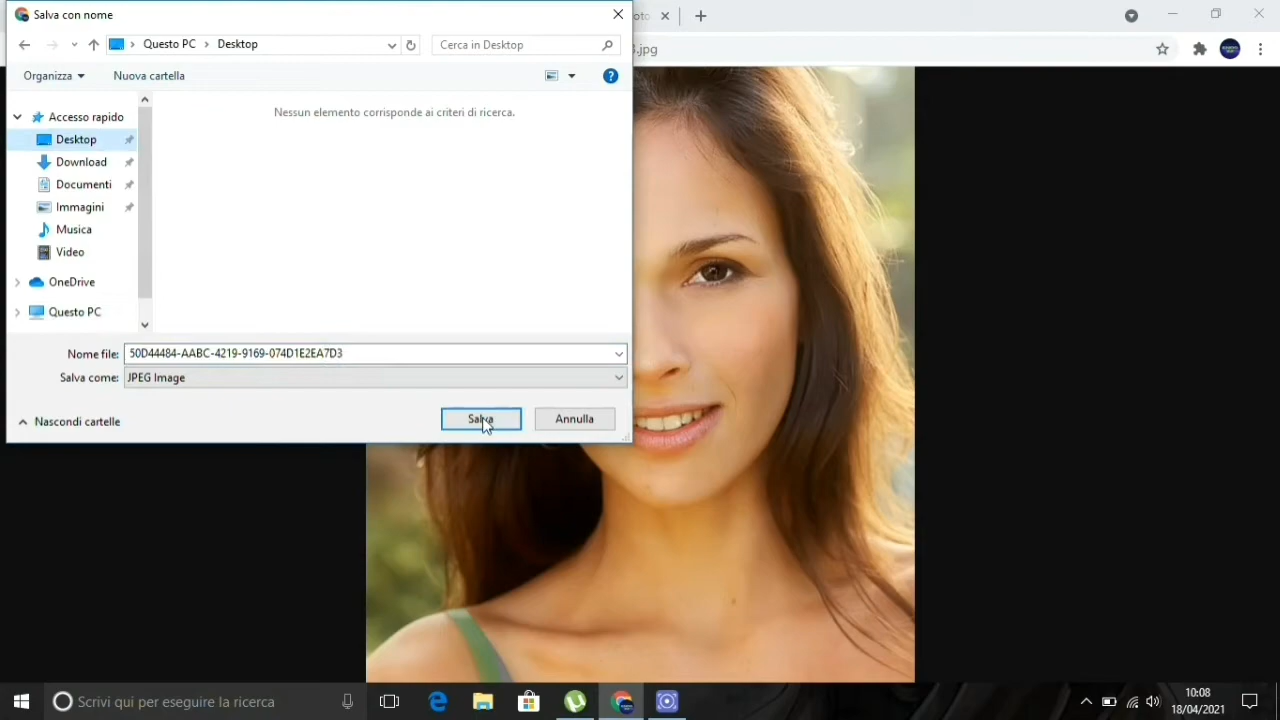 Salva con nome
Questo PC
Desktop
Cerca in Desktop
Organizza
Nuova cartella
Nessun elemento corrisponde ai criteri di ricerca.
Accesso rapido
Desktop
Download
Documenti
Immagini
Musica
Video
OneDrive
Questo PC
Nome file: 50D44484-AABC-4219-9169-074D1E2EA7D3
Salva come: JPEG Image
Nascondi cartelle
Salva
Annulla
.jpg
Scrivi qui per eseguire la ricerca
10:08
18/04/2021